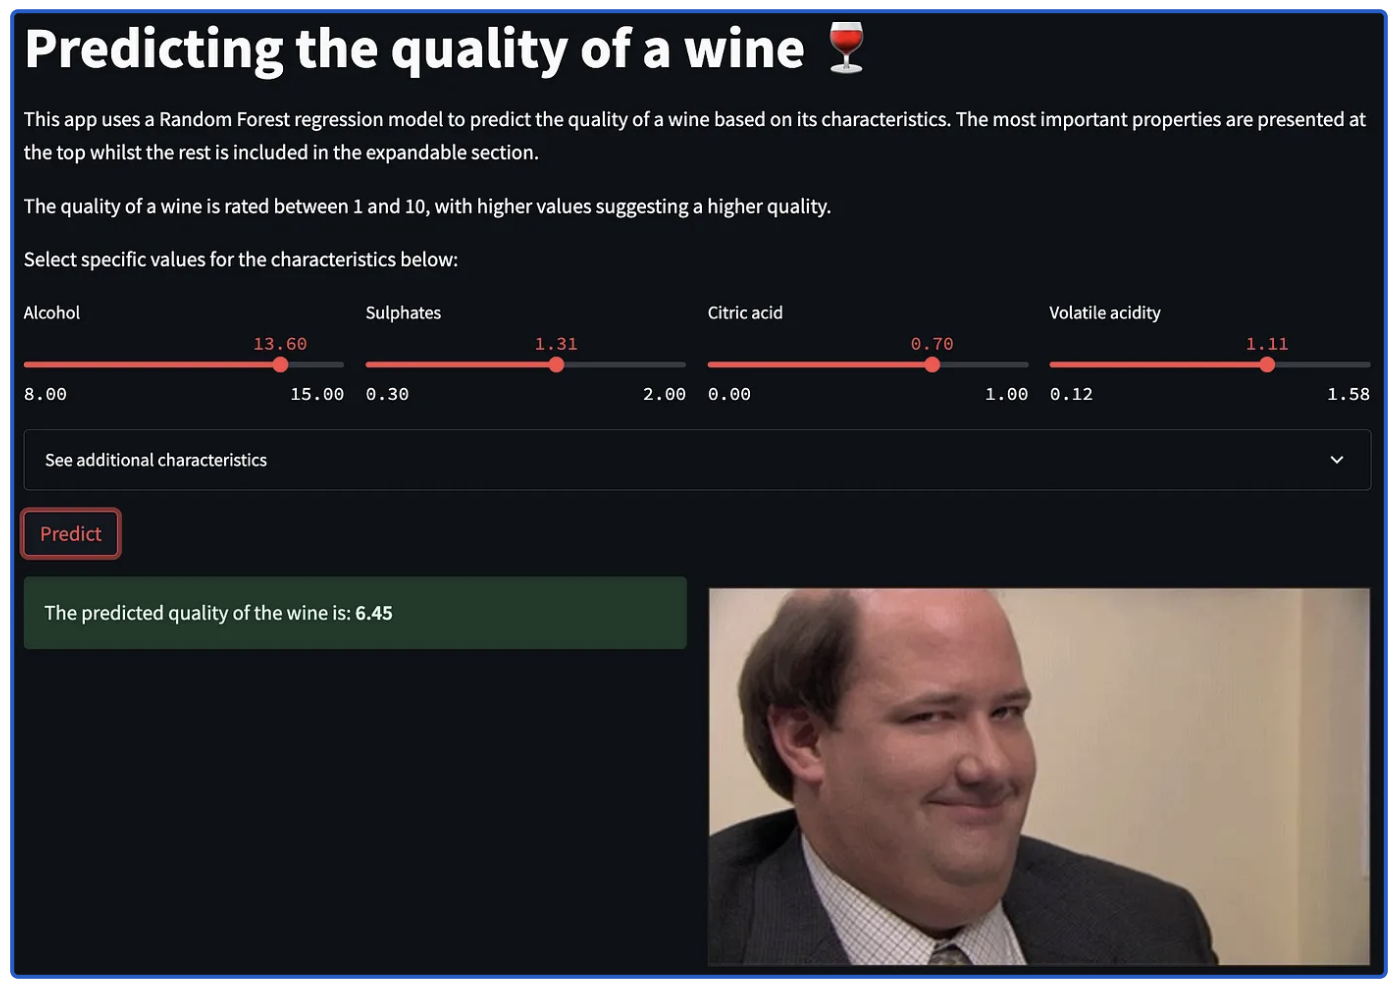 Predicting the quality of a wine 🍷
This app uses a Random Forest regression model to predict the quality of a wine based on its characteristics. The most important properties are presented at
the top whilst the rest is included in the expandable section.
The quality of a wine is rated between 1 and 10, with higher values suggesting a higher quality.
Select specific values for the characteristics below:
Alcohol Sulphates Citric acid Volatile acidity
13.60 1.31 0.70 1.11
8.00 15.00 0.30 2.00 0.00 1.00 0.12 1.58
See additional characteristics
Predict
The predicted quality of the wine is: 6.45